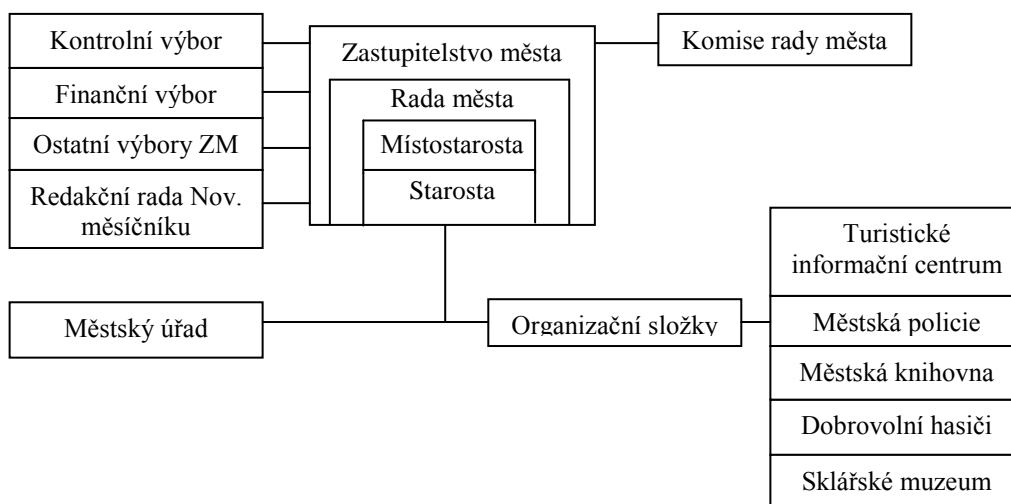 Kontrolní výbor
Finanční výbor
Ostatní výbory ZM
Redakční rada Nov.
měsíčníku
Zastupitelstvo města
Rada města
Místostarosta
Starosta
Komise rady města
Městský úřad
Organizační složky
Turistické
informační centrum
Městská policie
Městská knihovna
Dobrovolní hasiči
Sklářské muzeum